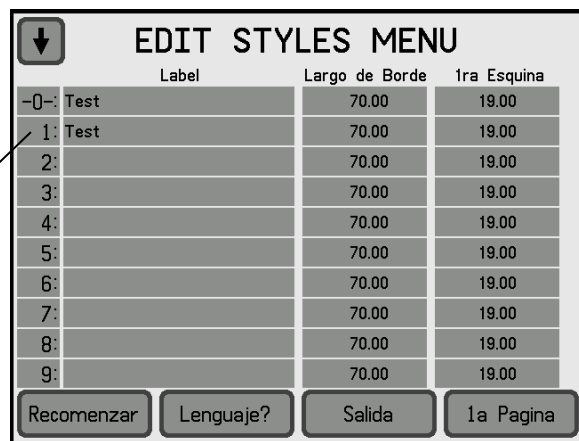 EDIT STYLES MENU
Label Largo de Borde 1ra Esquina
-0-: Test 70.00 19.00
1: Test 70.00 19.00
2: 70.00 19.00
3: 70.00 19.00
4: 70.00 19.00
5: 70.00 19.00
6: 70.00 19.00
7: 70.00 19.00
8: 70.00 19.00
9: 70.00 19.00
Recomenzar Lenguaje? Salida 1a Pagina